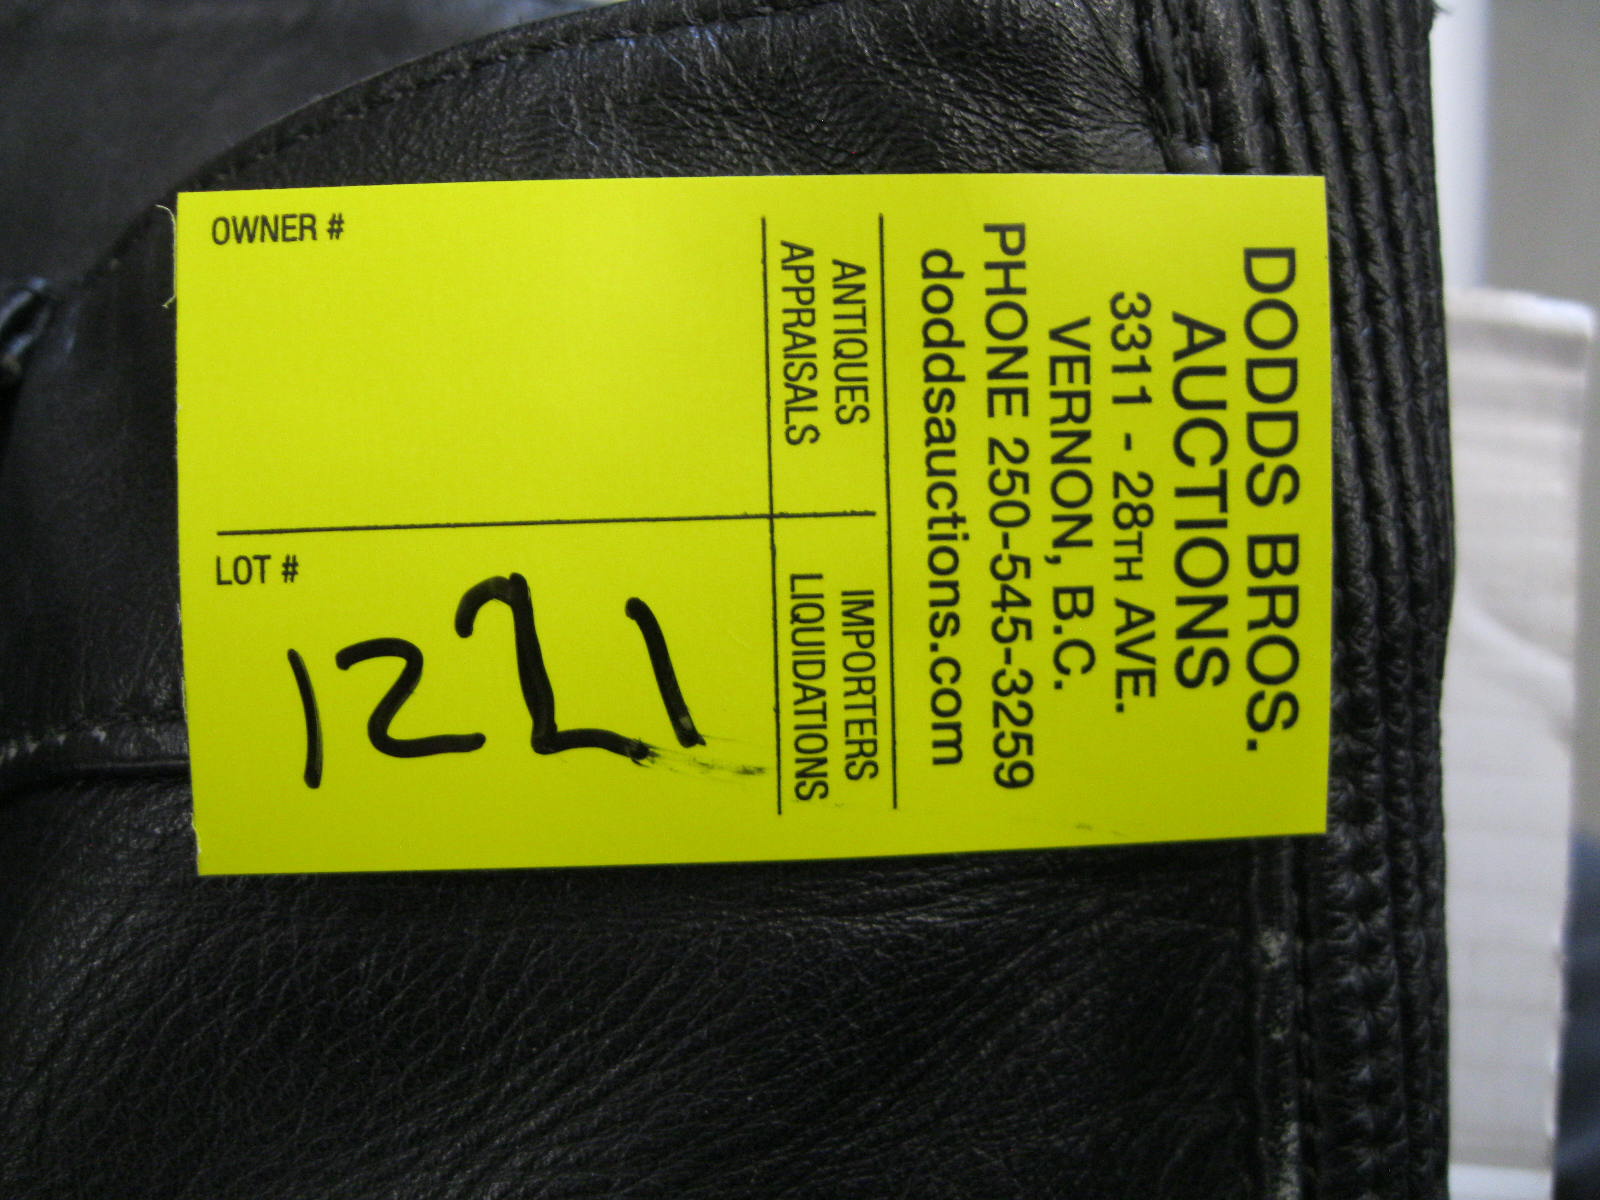 DODDS BROS.
AUCTIONS
3311 - 28TH AVE.
VERNON, B.C.
PHONE 250-545-3259
doddsauctions.com
ANTIQUES
APPRAISALS
IMPORTERS
LIQUIDATIONS
OWNER #
LOT #
1221